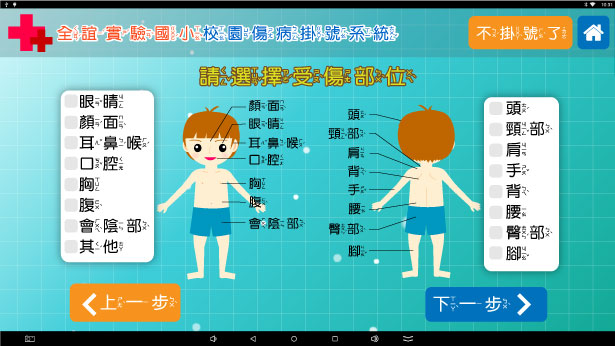 10:31
全誼實驗國小校園傷病掛號系統
不掛號了
請選擇受傷部位
眼睛
顏面
耳鼻喉
口腔
胸
腹
會陰部
其他
顏面
眼睛
耳鼻喉
口腔
胸
腹
會陰部
頭
頸部
肩
背
手
腰
臀部
腳
頭
頸部
肩
手
背
腰
臀部
腳
上一步
下一步